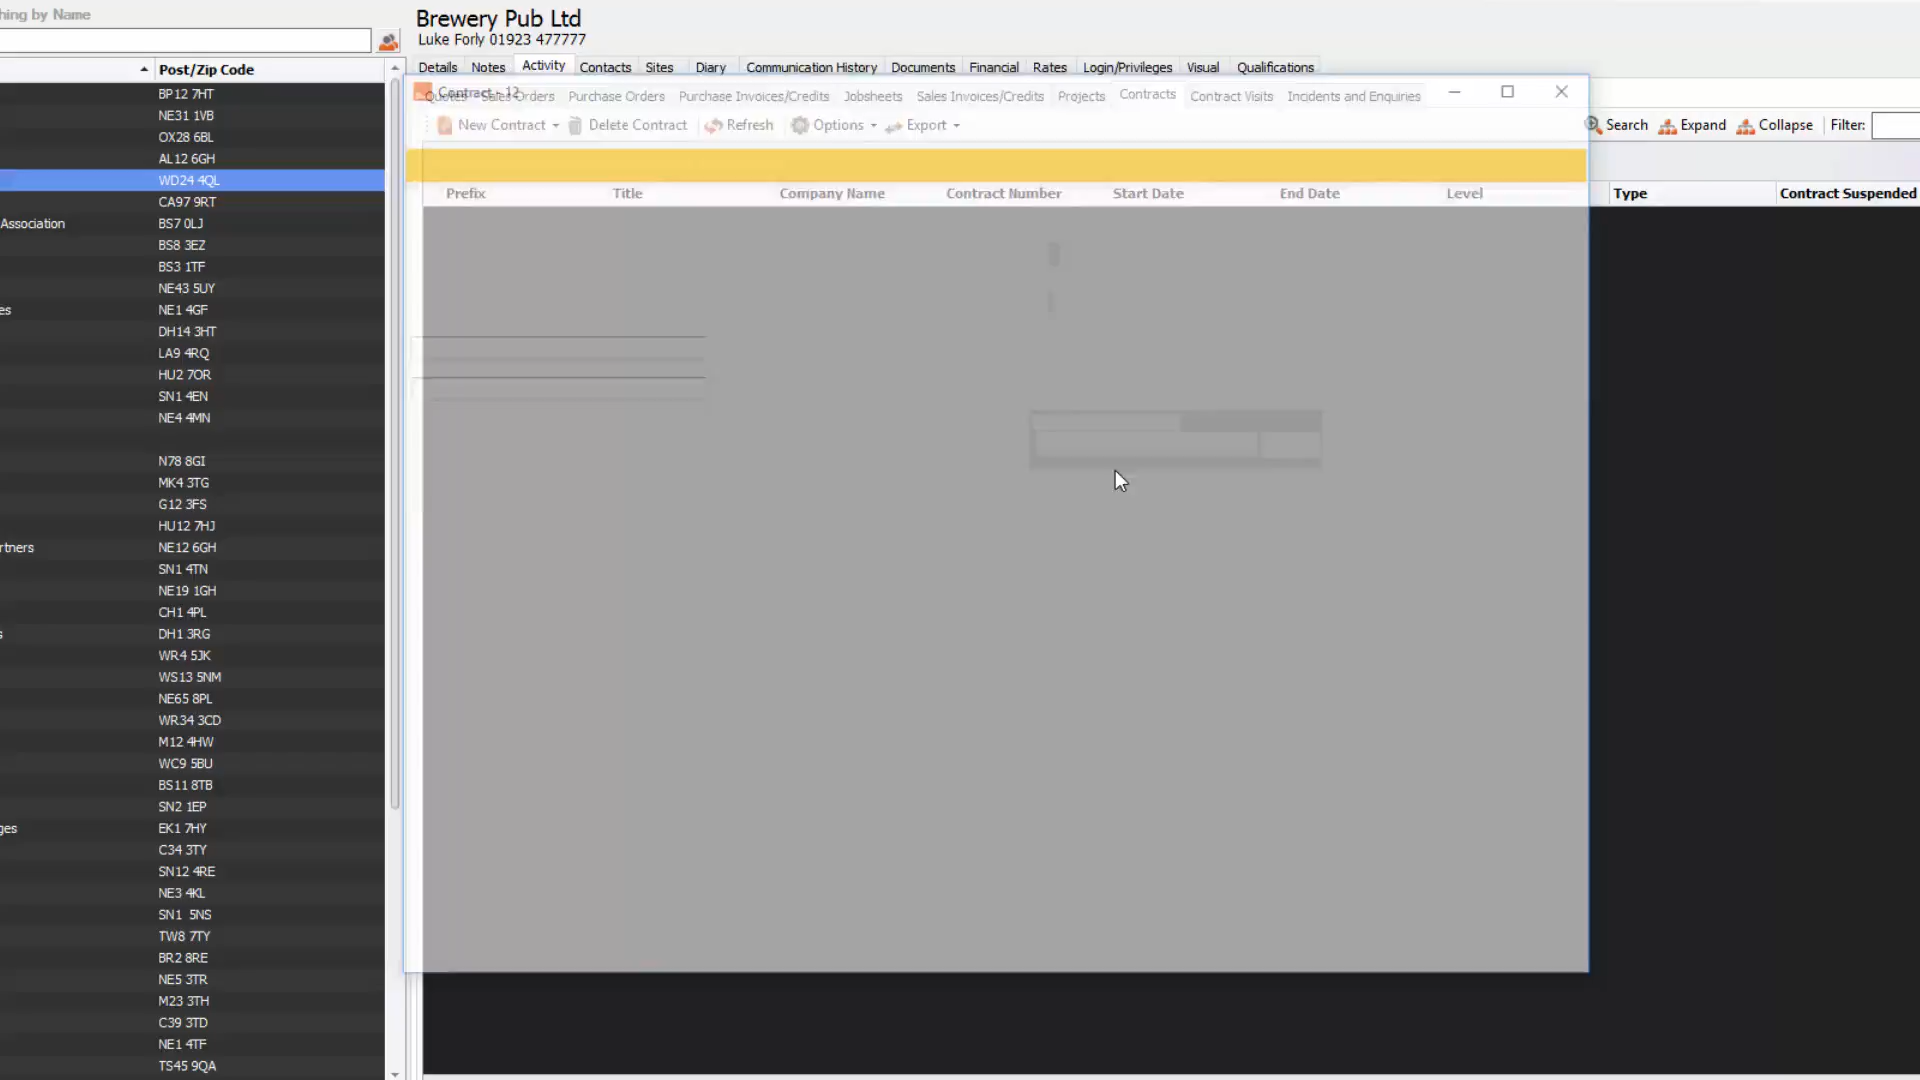 hing by Name
Post/Zip Code
BP12 7HT
NE31 1VB
OX28 6BL
AL12 6GH
WD24 4QL
CA97 9RT
Association BS7 0LJ
BS8 3EZ
BS3 1TF
NE43 5UY
es NE1 4GF
DH14 3HT
LA9 4RQ
HU2 7OR
SN1 4EN
NE4 4MN
N78 8GI
MK4 3TG
G12 3FS
HU12 7HJ
rtners NE12 6GH
SN1 4TN
NE19 1GH
CH1 4PL
s DH1 3RG
WR4 5JK
WS13 5NM
NE65 8PL
WR34 3CD
M12 4HW
WC9 5BU
BS11 8TB
SN2 1EP
ges EK1 7HY
C34 3TY
SN12 4RE
NE3 4KL
SN1 5NS
TW8 7TY
BR2 8RE
NE5 3TR
M23 3TH
C39 3TD
NE1 4TF
TS45 9QA
Brewery Pub Ltd
Luke Forly 01923 477777
Details Notes Activity Contacts Sites Diary Communication History Documents Financial Rates Login/Privileges Visual Qualifications
Contract - 12
Quotes Sales Orders Purchase Orders Purchase Invoices/Credits Jobsheets Sales Invoices/Credits Projects Contracts Contract Visits Incidents and Enquiries
New Contract Delete Contract Refresh Options Export Search Expand Collapse Filter:
Prefix Title Company Name Contract Number Start Date End Date Level Type Contract Suspended